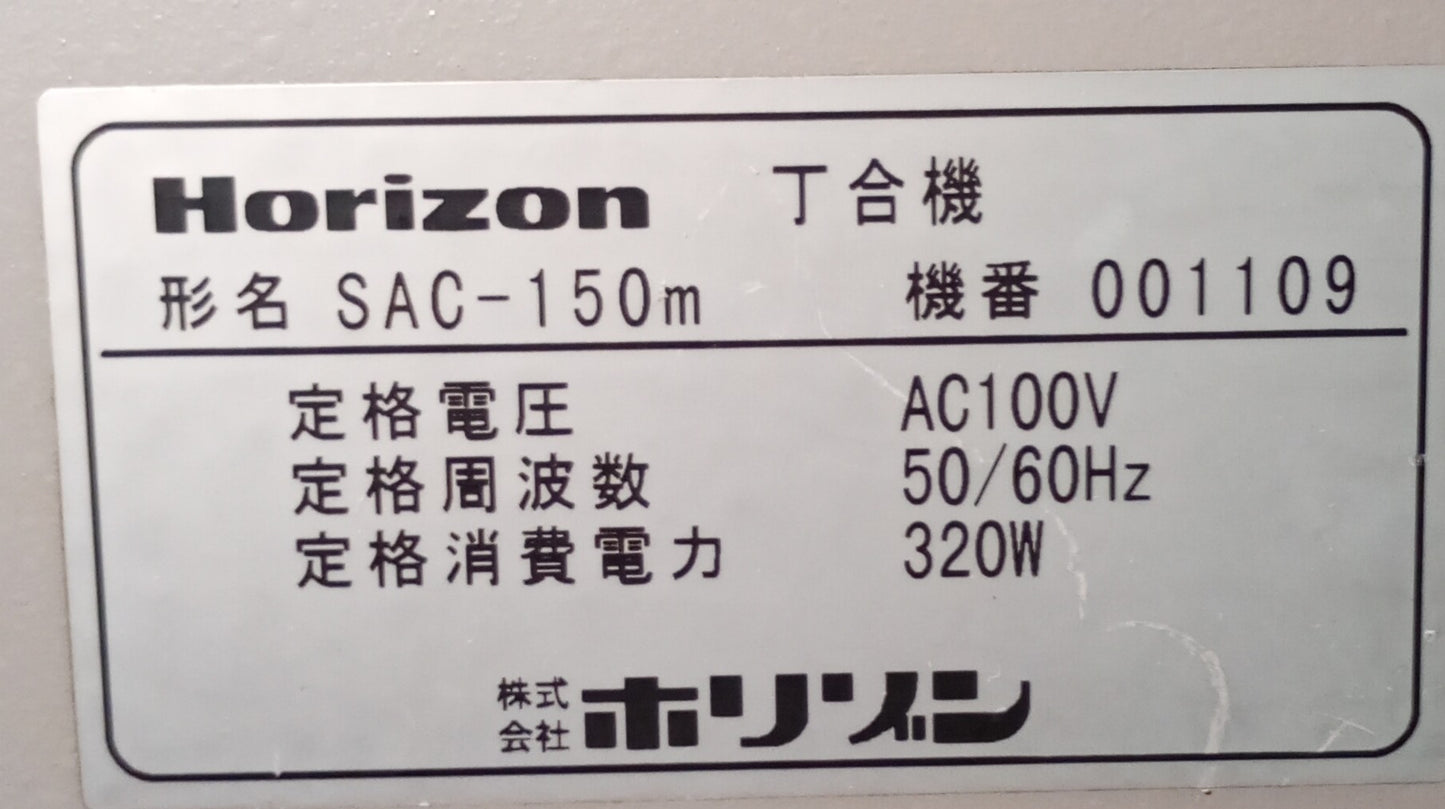 Horizon 丁合機
形名 SAC-150m 機番 001109
定格電圧 AC100V
定格周波数 50/60Hz
定格消費電力 320W
株式会社 ホリゾン